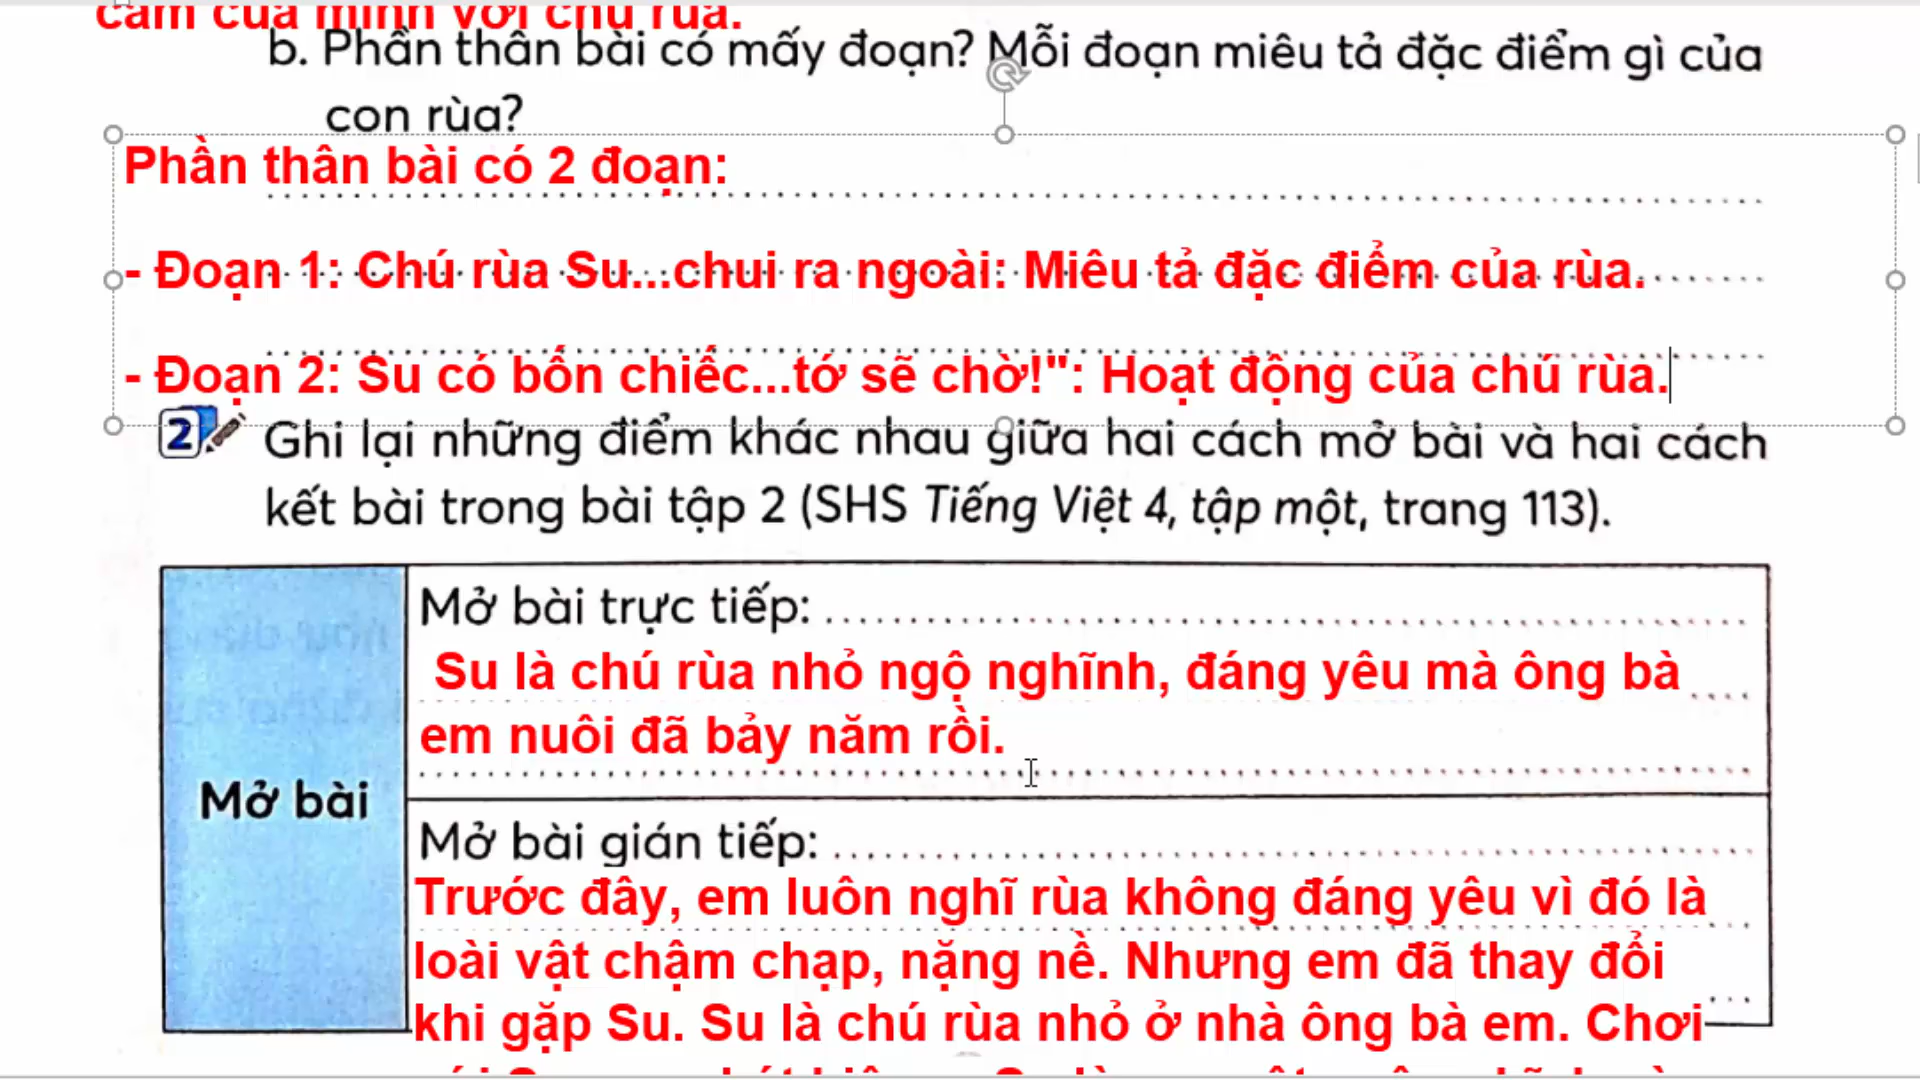 cảm của mình với chú rùa.
b. Phần thân bài có mấy đoạn? Mỗi đoạn miêu tả đặc điểm gì của
con rùa?
Phần thân bài có 2 đoạn:
- Đoạn 1: Chú rùa Su...chui ra ngoài: Miêu tả đặc điểm của rùa.
- Đoạn 2: Su có bốn chiếc...tớ sẽ chờ!": Hoạt động của chú rùa.
2 Ghi lại những điểm khác nhau giữa hai cách mở bài và hai cách
kết bài trong bài tập 2 (SHS Tiếng Việt 4, tập một, trang 113).
Mở bài
Mở bài trực tiếp:
Su là chú rùa nhỏ ngộ nghĩnh, đáng yêu mà ông bà
em nuôi đã bảy năm rồi.
Mở bài gián tiếp:
Trước đây, em luôn nghĩ rùa không đáng yêu vì đó là
loài vật chậm chạp, nặng nề. Nhưng em đã thay đổi
khi gặp Su. Su là chú rùa nhỏ ở nhà ông bà em. Chơi